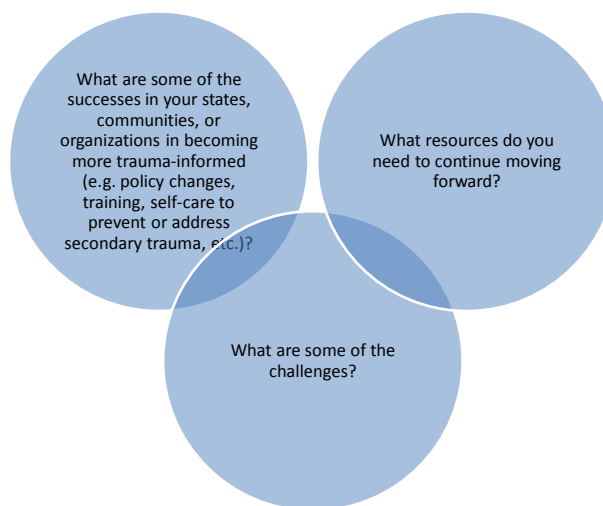 What are some of the
successes in your states,
communities, or
organizations in becoming
more trauma-informed
(e.g. policy changes,
training, self-care to
prevent or address
secondary trauma, etc.)?
What resources do you
need to continue moving
forward?
What are some of the
challenges?